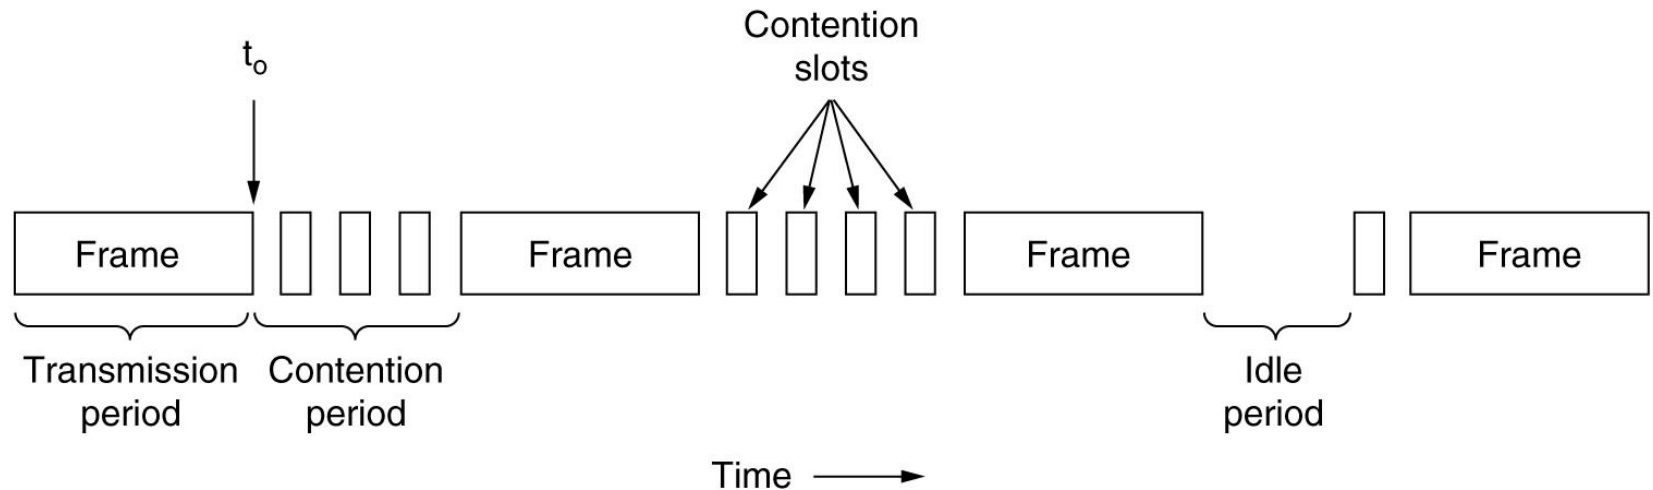 Contention
slots
t₀
Frame
Frame
Frame
Frame
Transmission
period
Contention
period
Idle
period
Time